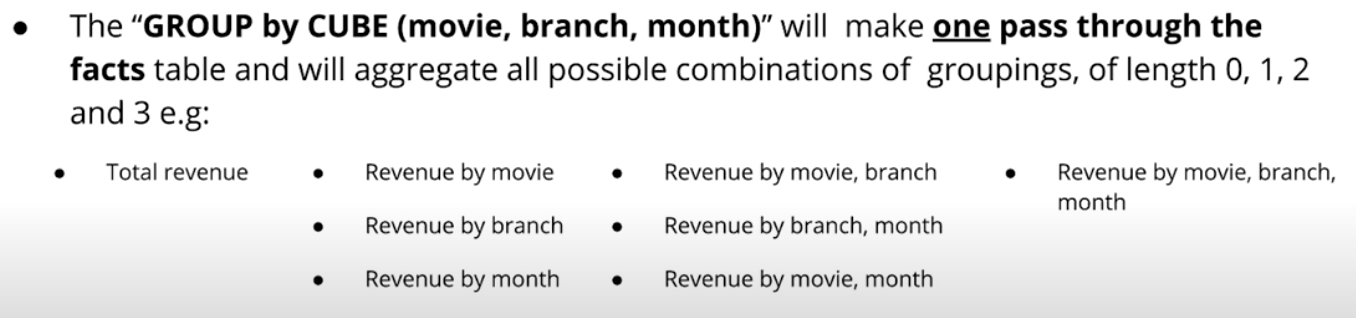 • The “GROUP by CUBE (movie, branch, month)” will make one pass through the
facts table and will aggregate all possible combinations of groupings, of length 0, 1, 2
and 3 e.g:
• Total revenue
• Revenue by movie
• Revenue by branch
• Revenue by month
• Revenue by movie, branch
• Revenue by branch, month
• Revenue by movie, month
• Revenue by movie, branch,
month